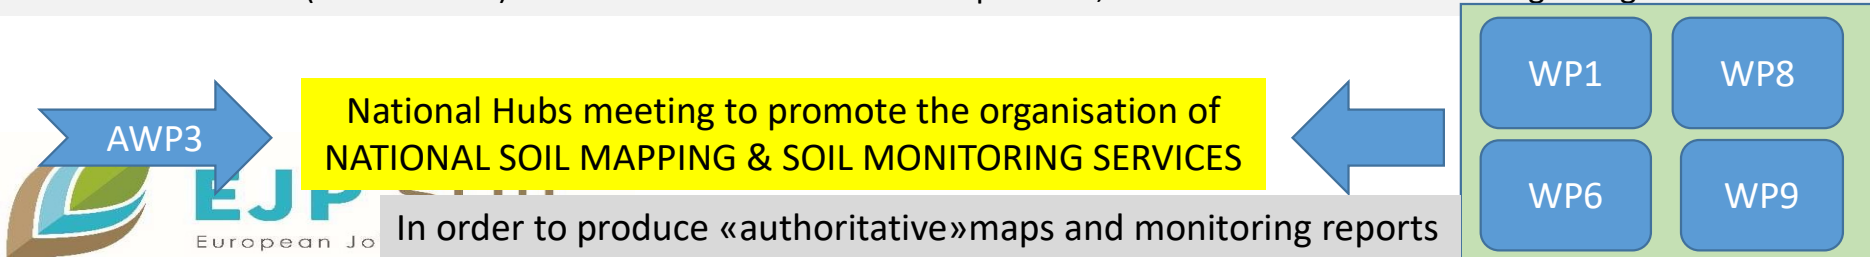 AWP3
National Hubs meeting to promote the organisation of
NATIONAL SOIL MAPPING & SOIL MONITORING SERVICES
WP1
WP8
WP6
WP9
EJP
European Jo
In order to produce «authoritative»maps and monitoring reports